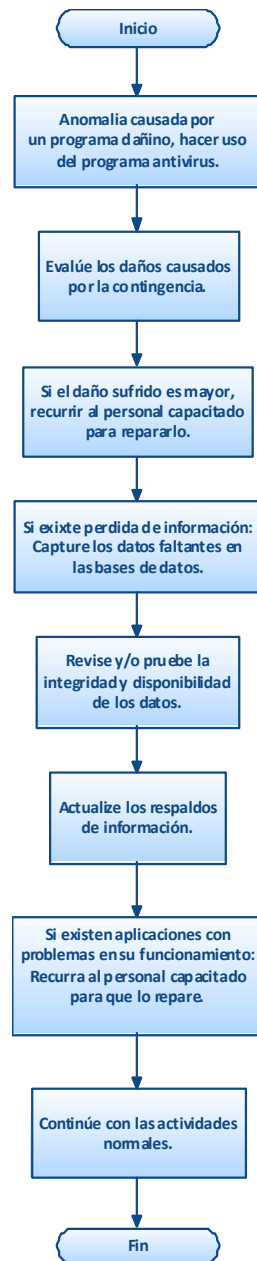 Inicio
Anomalia causada por
un programa dañino, hacer uso
del programa antivirus.
Evalúe los daños causados
por la contingencia.
Si el daño sufrido es mayor,
recurrir al personal capacitado
para repararlo.
Si exixte perdida de información:
Capture los datos faltantes en
las bases de datos.
Revise y/o pruebe la
integridad y disponibilidad
de los datos.
Actualize los respaldos
de información.
Si existen aplicaciones con
problemas en su funcionamiento:
Recurra al personal capacitado
para que lo repare.
Continúe con las actividades
normales.
Fin